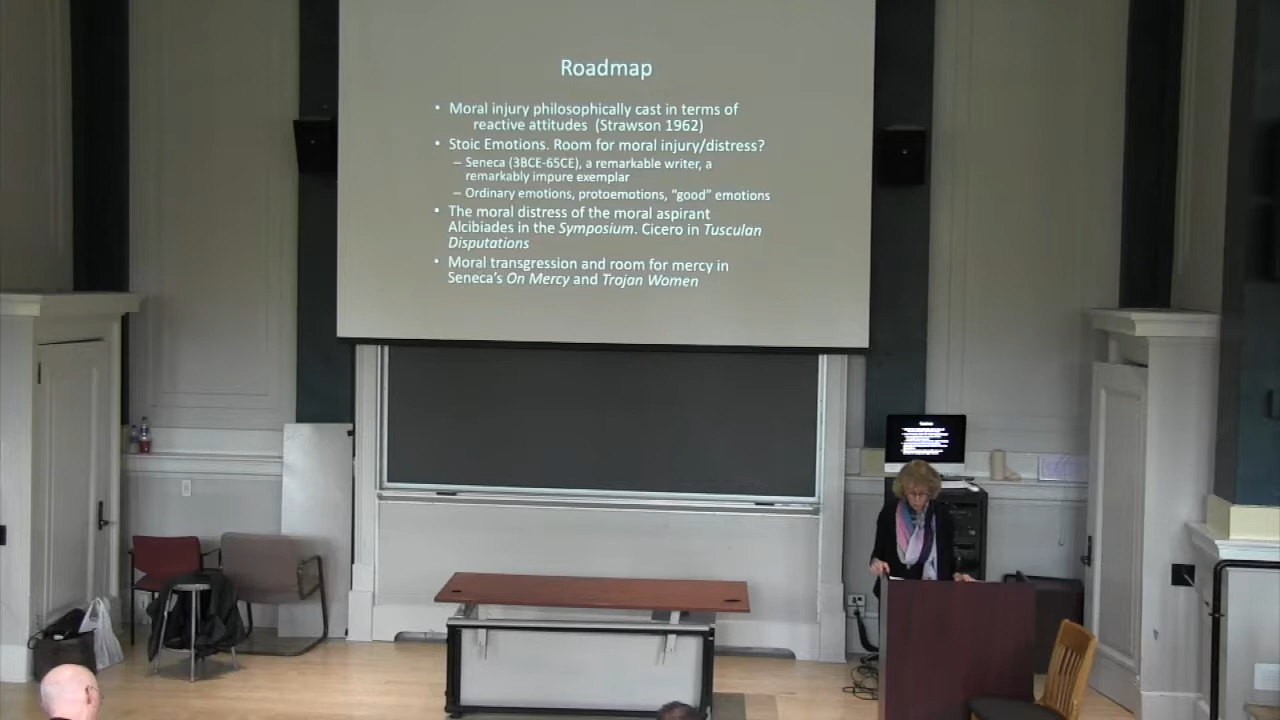 Roadmap
• Moral injury philosophically cast in terms of
reactive attitudes (Strawson 1962)
• Stoic Emotions. Room for moral injury/distress?
– Seneca (3BCE-65CE), a remarkable writer, a
remarkably impure exemplar
– Ordinary emotions, protoemotions, "good" emotions
• The moral distress of the moral aspirant
Alcibiades in the Symposium. Cicero in Tusculan
Disputations
• Moral transgression and room for mercy in
Seneca's On Mercy and Trojan Women